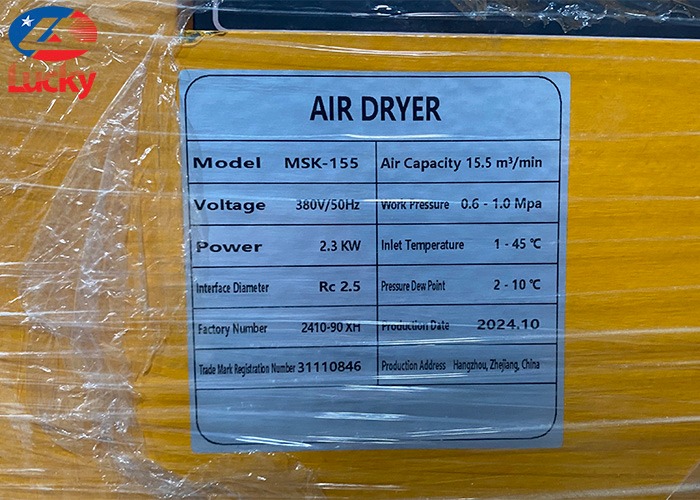 Lucky
AIR DRYER
Model MSK-155 Air Capacity 15.5 m³/min
Voltage 380V/50Hz Work Pressure 0.6 - 1.0 Mpa
Power 2.3 KW Inlet Temperature 1 - 45 ℃
Interface Diameter Rc 2.5 Pressure Dew Point 2 - 10 ℃
Factory Number 2410-90 XH Production Date 2024.10
Trade Mark Registration Number 31110846 Production Address Hangzhou, Zhejiang, China